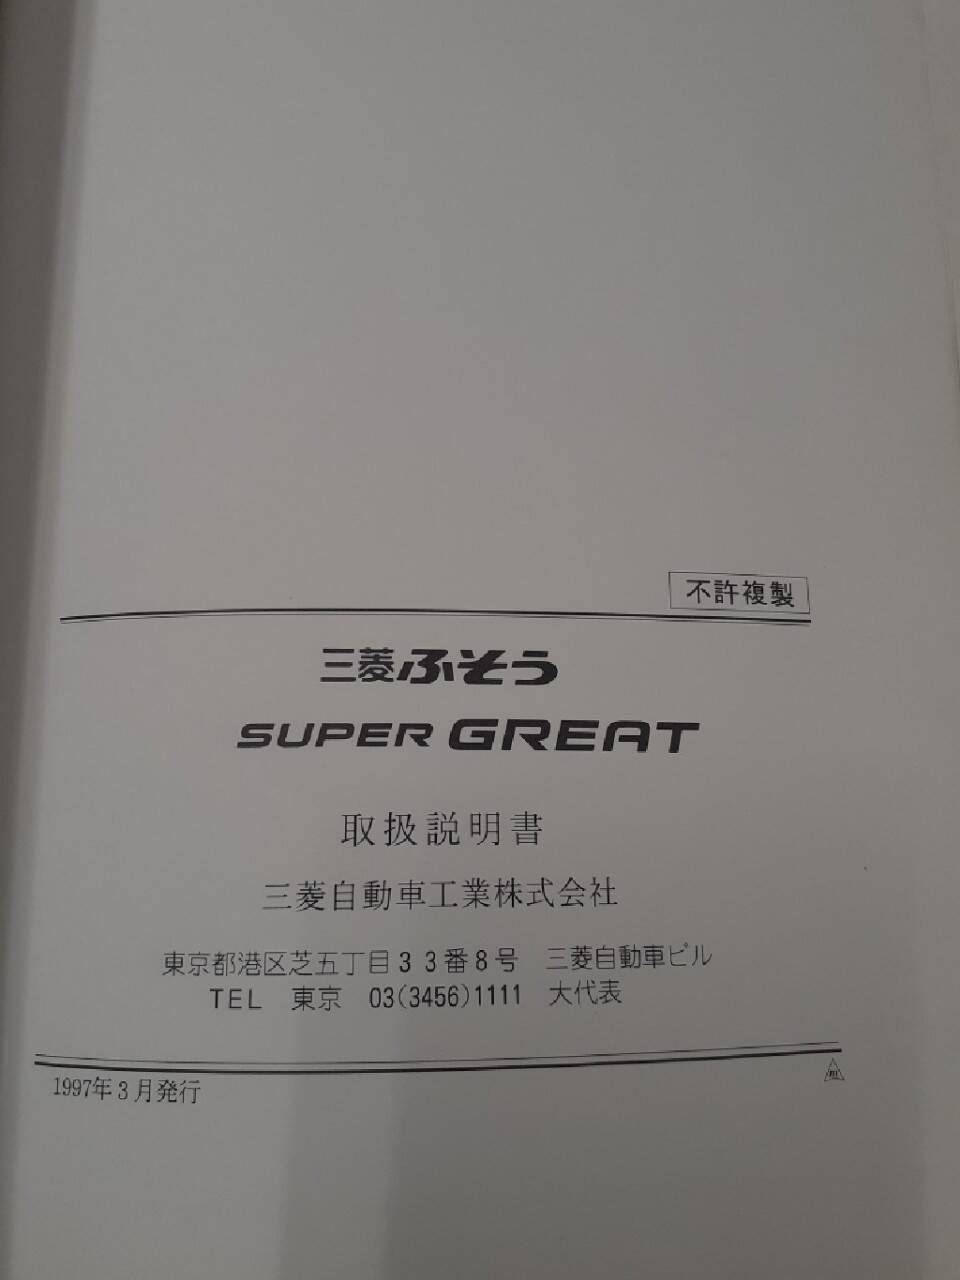 不許複製
三菱ふそう
SUPER GREAT
取扱説明書
三菱自動車工業株式会社
東京都港区芝五丁目33番8号 三菱自動車ビル
TEL 東京 03(3456)1111 大代表
1997年3月発行